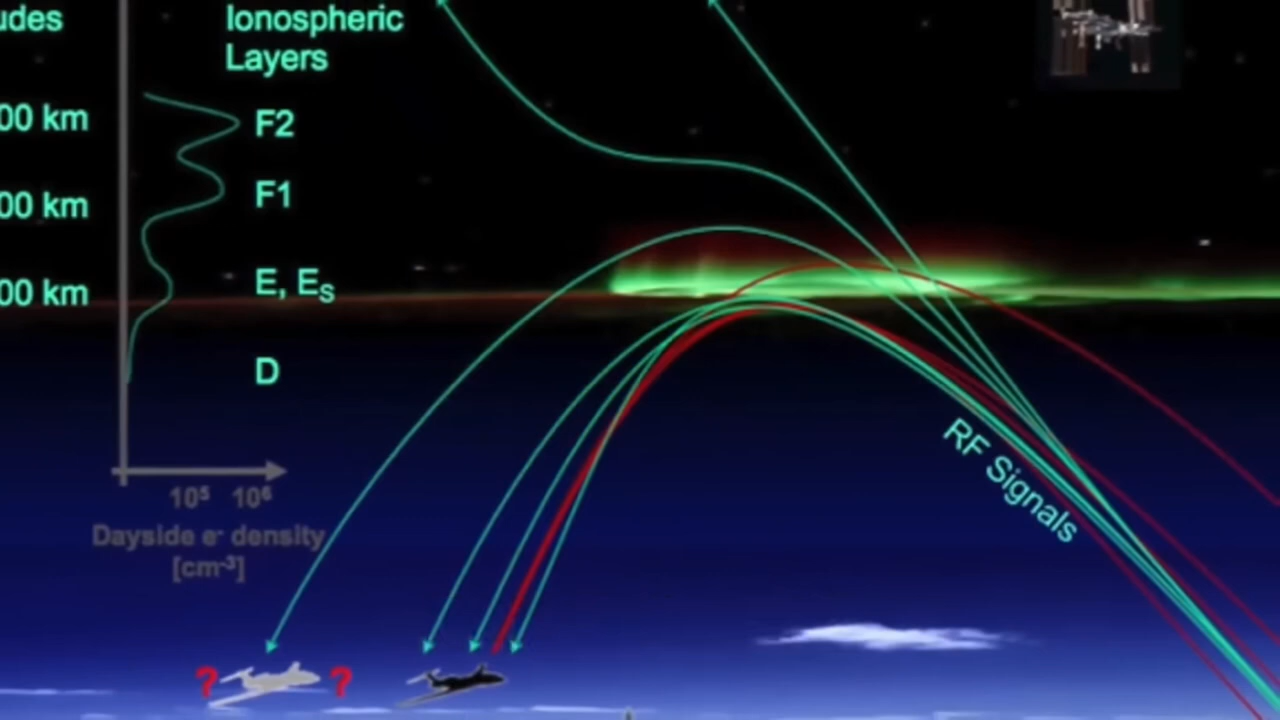 udes
Ionospheric
Layers
00 km
F2
00 km
F1
00 km
E, Es
D
RF Signals
10⁵ 10⁶
Dayside e⁻ density
[cm⁻³]
? ?